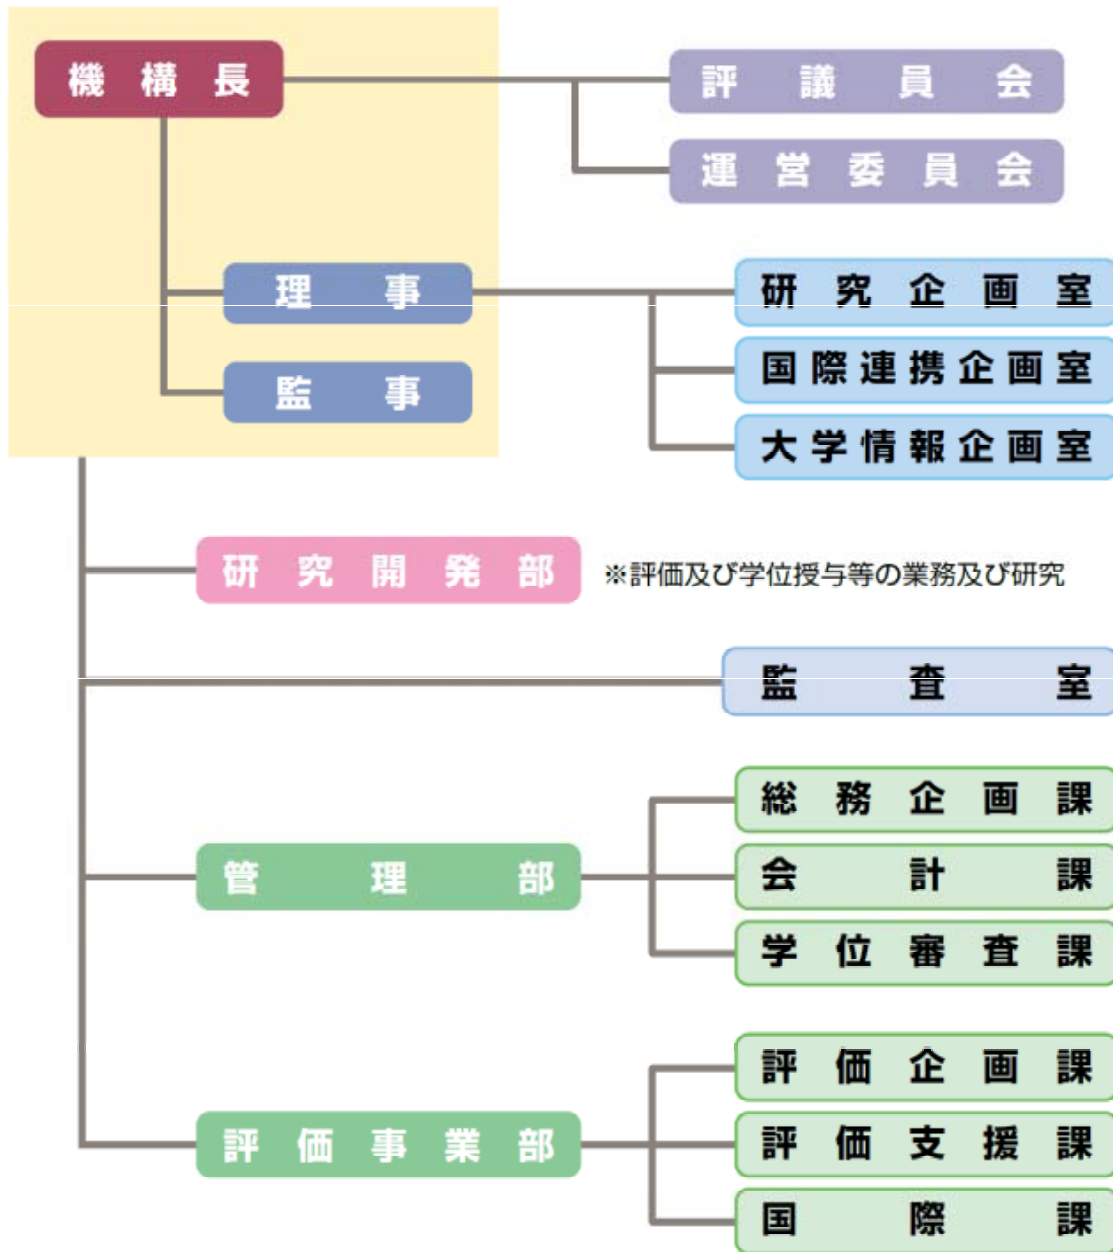 機構長
評議員会
運営委員会
理事
研究企画室
国際連携企画室
監事
大学情報企画室
研究開発部
※評価及び学位授与等の業務及び研究
監査室
総務企画課
管理部
会計課
学位審査課
評価企画課
評価事業部
評価支援課
国際課